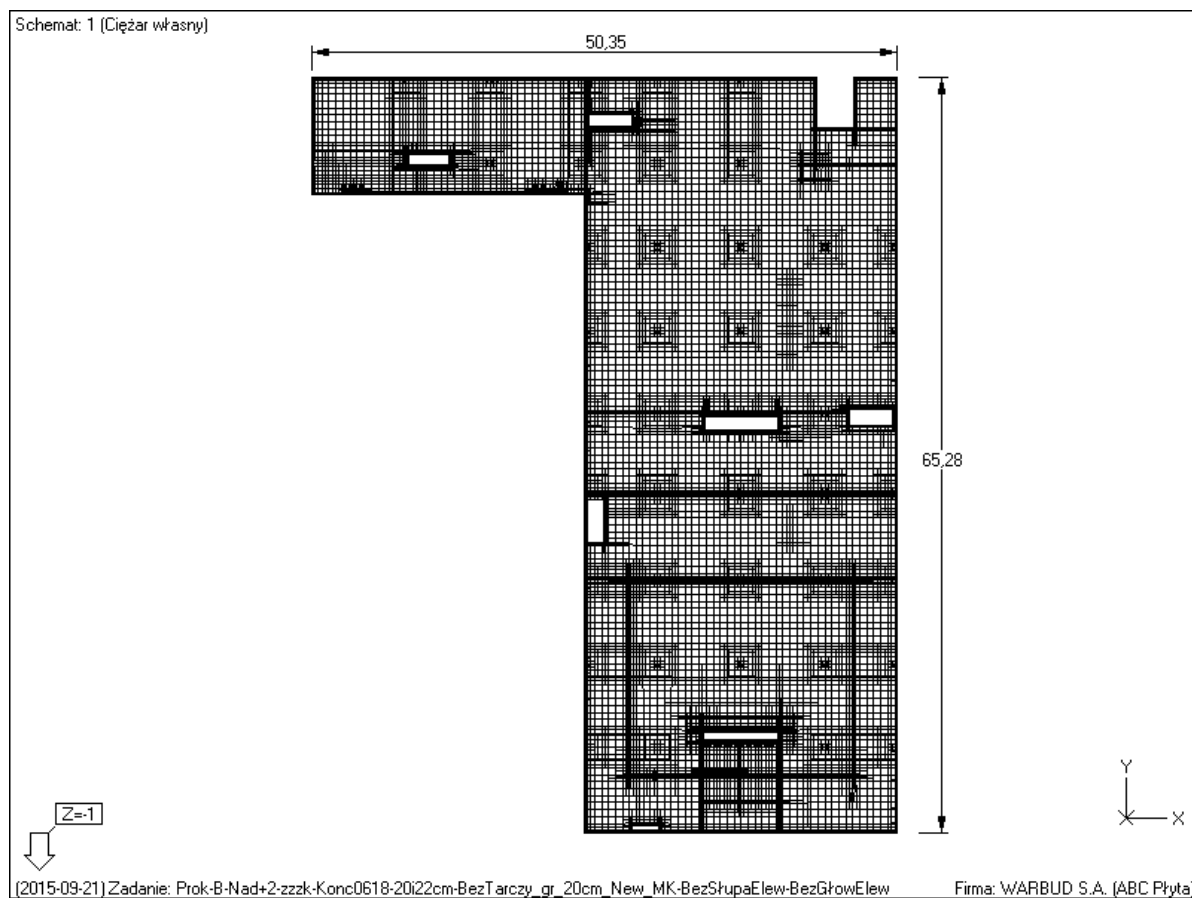 Schemat: 1 (Ciężar własny)
50,35
65,28
Y
X
Z=-1
(2015-09-21) Zadanie: Prok-B-Nad+2-zzzk-Konc0618-20i22cm-BezTarczy_gr_20cm_New_MK-BezSłupaElew-BezGłowElew
Firma: WARBUD S.A. (ABC Płyta)